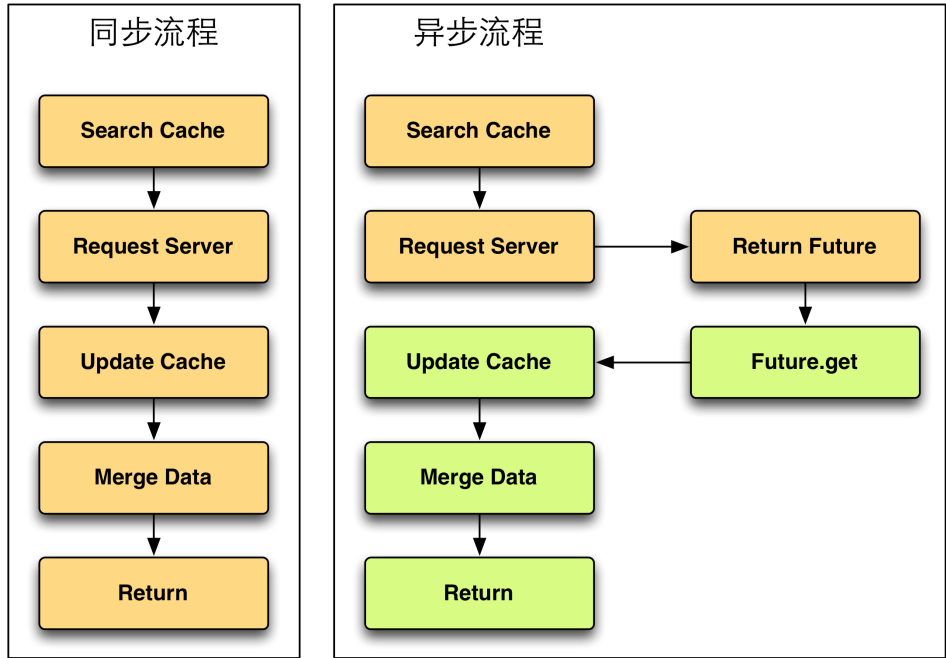 同步流程
Search Cache
Request Server
Update Cache
Merge Data
Return
异步流程
Search Cache
Request Server
Return Future
Future.get
Update Cache
Merge Data
Return